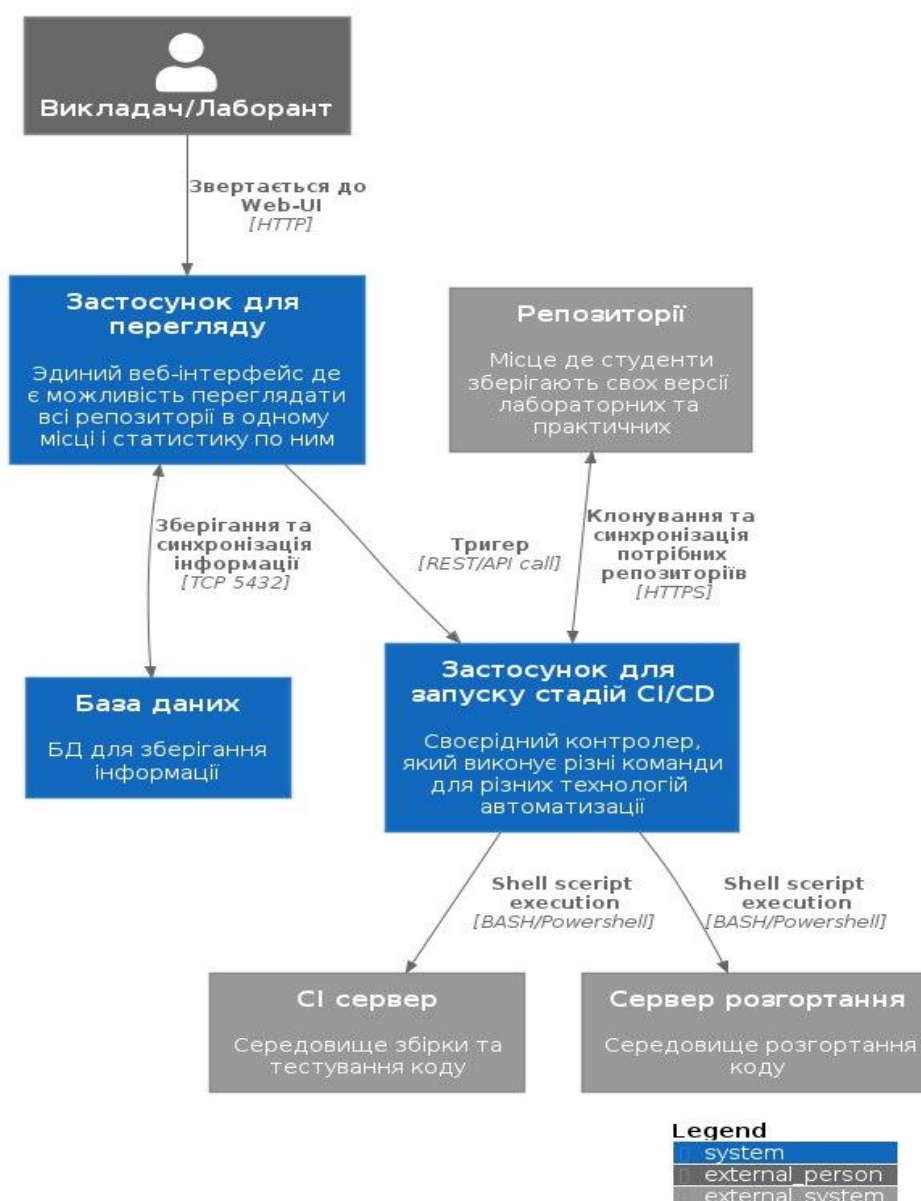 Викладач/Лаборант
Звертається до
Web-UI
[HTTP]
Застосунок для
перегляду
Эдиний веб-інтерфейс де
є можливість переглядати
всі репозиторії в одному
місці і статистику по ним
Репозиторії
Місце де студенти
зберігають свох версії
лабораторних та
практичних
Зберігання та
синхронізація
інформації
[TCP 5432]
Тригер
[REST/API call]
Клонування та
синхронізація
потрібних
репозиторіїв
[HTTPS]
База даних
БД для зберігання
інформації
Застосунок для
запуску стадій CI/CD
Своєрідний контролер,
який виконує різні команди
для різних технологій
автоматизації
Shell sceript
execution
[BASH/Powershell]
Shell sceript
execution
[BASH/Powershell]
CI сервер
Середовище збірки та
тестування коду
Сервер розгортання
Середовище розгортання
коду
Legend
system
external_person
external_system